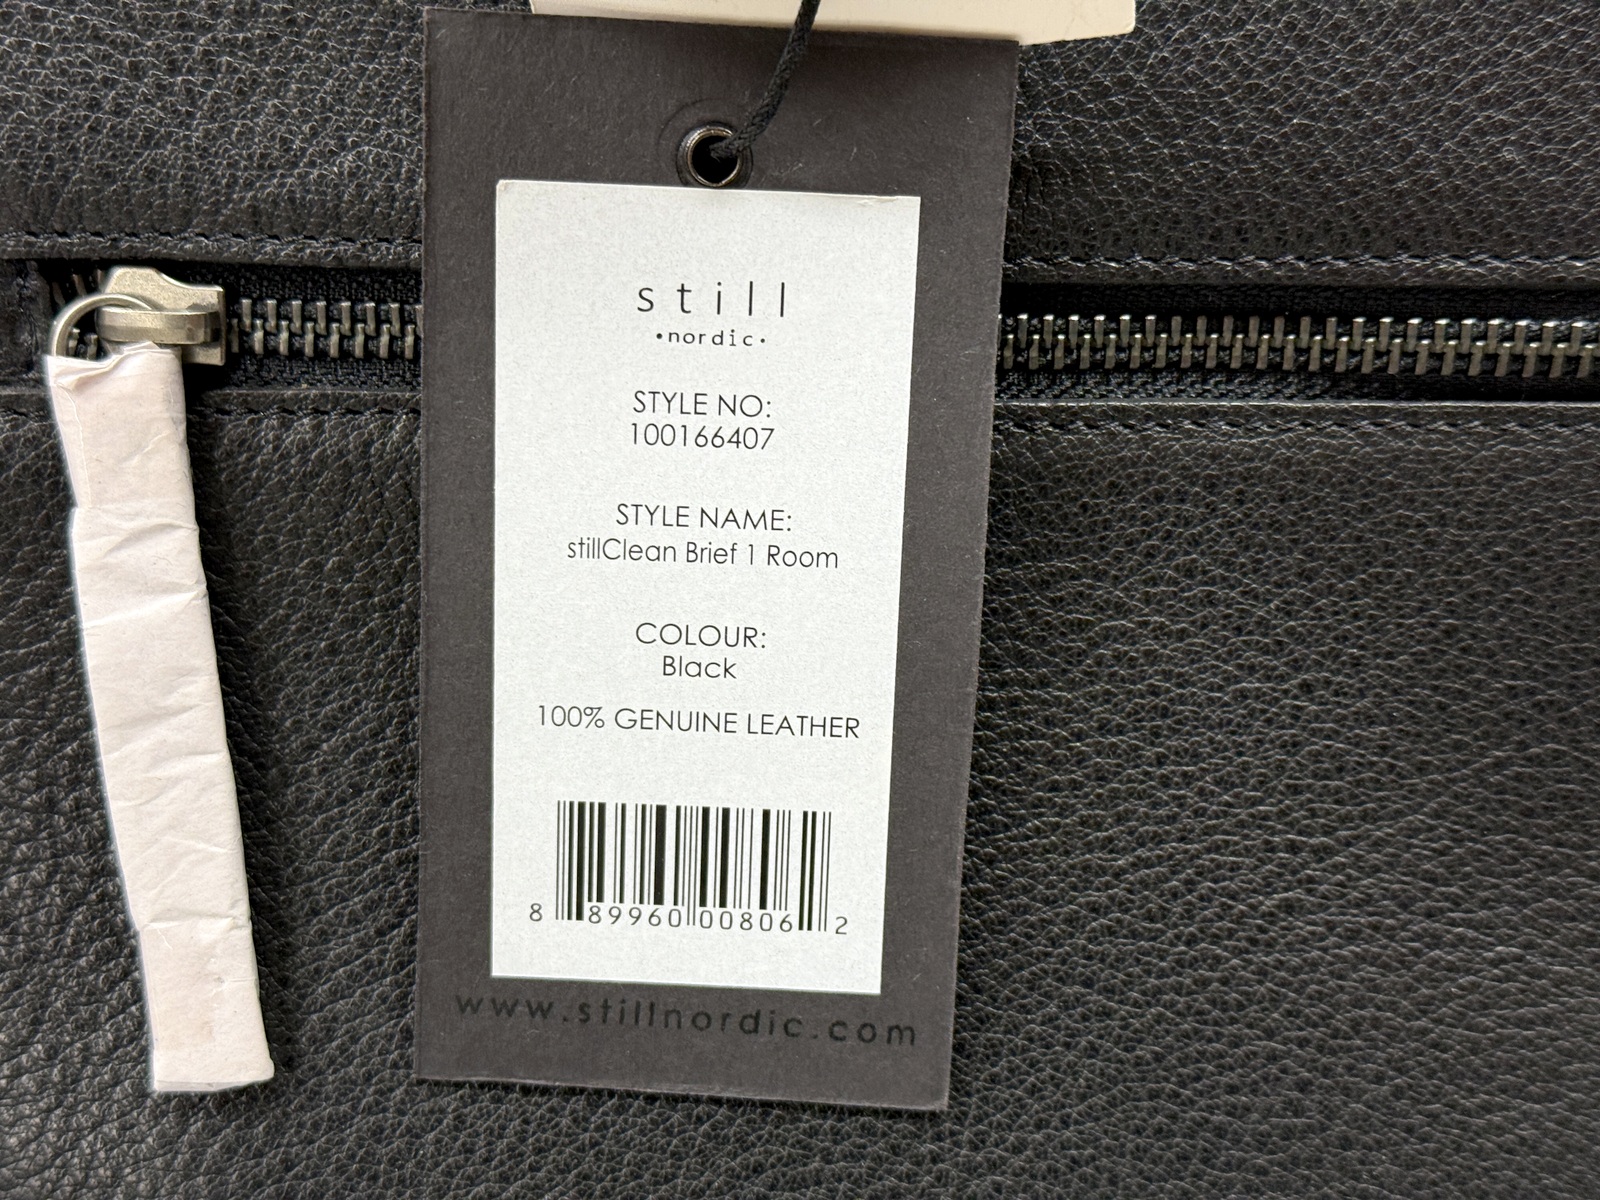 still
•nordic•
STYLE NO:
100166407
STYLE NAME:
stillClean Brief 1 Room
COLOUR:
Black
100% GENUINE LEATHER
8 89960 00806 2
www.stillnordic.com